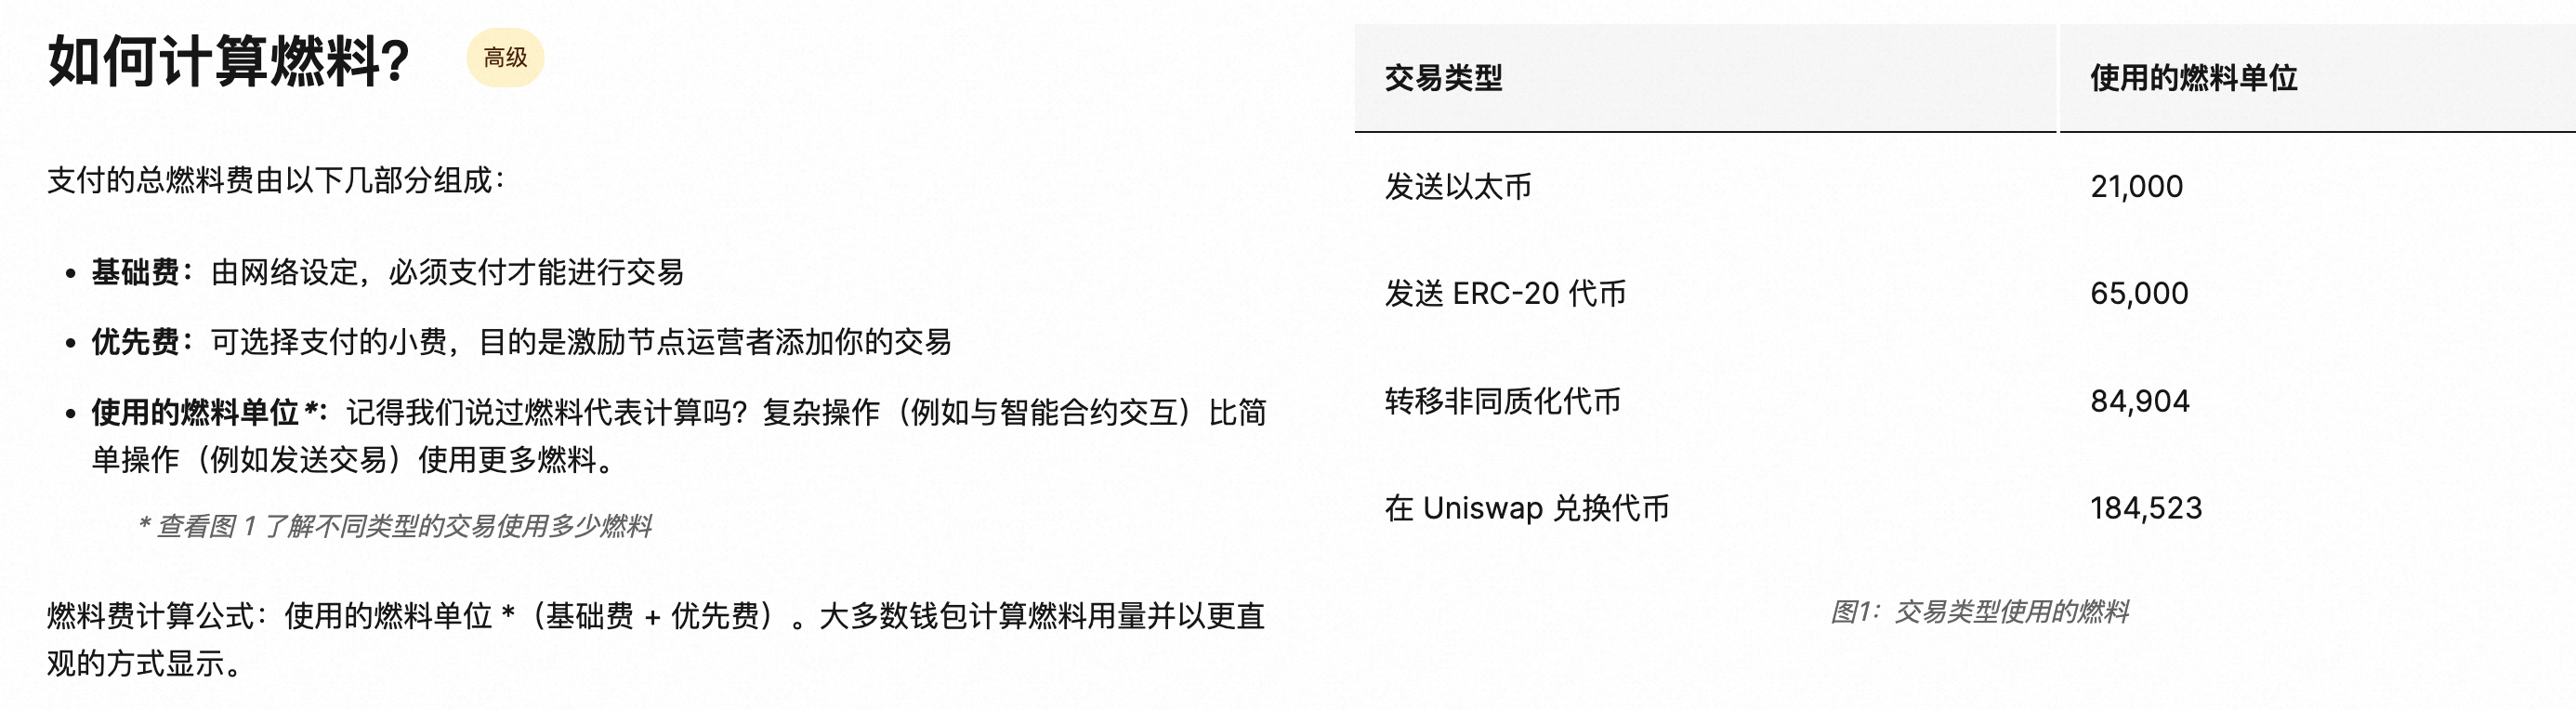 如何计算燃料？
高级
支付的总燃料费由以下几部分组成：
• 基础费：由网络设定，必须支付才能进行交易
• 优先费：可选择支付的小费，目的是激励节点运营者添加你的交易
• 使用的燃料单位*：记得我们说过燃料代表计算吗？复杂操作（例如与智能合约交互）比简
单操作（例如发送交易）使用更多燃料。
* 查看图 1 了解不同类型的交易使用多少燃料
燃料费计算公式：使用的燃料单位 *（基础费 + 优先费）。大多数钱包计算燃料用量并以更直
观的方式显示。
交易类型 使用的燃料单位
发送以太币 21,000
发送 ERC-20 代币 65,000
转移非同质化代币 84,904
在 Uniswap 兑换代币 184,523
图1：交易类型使用的燃料